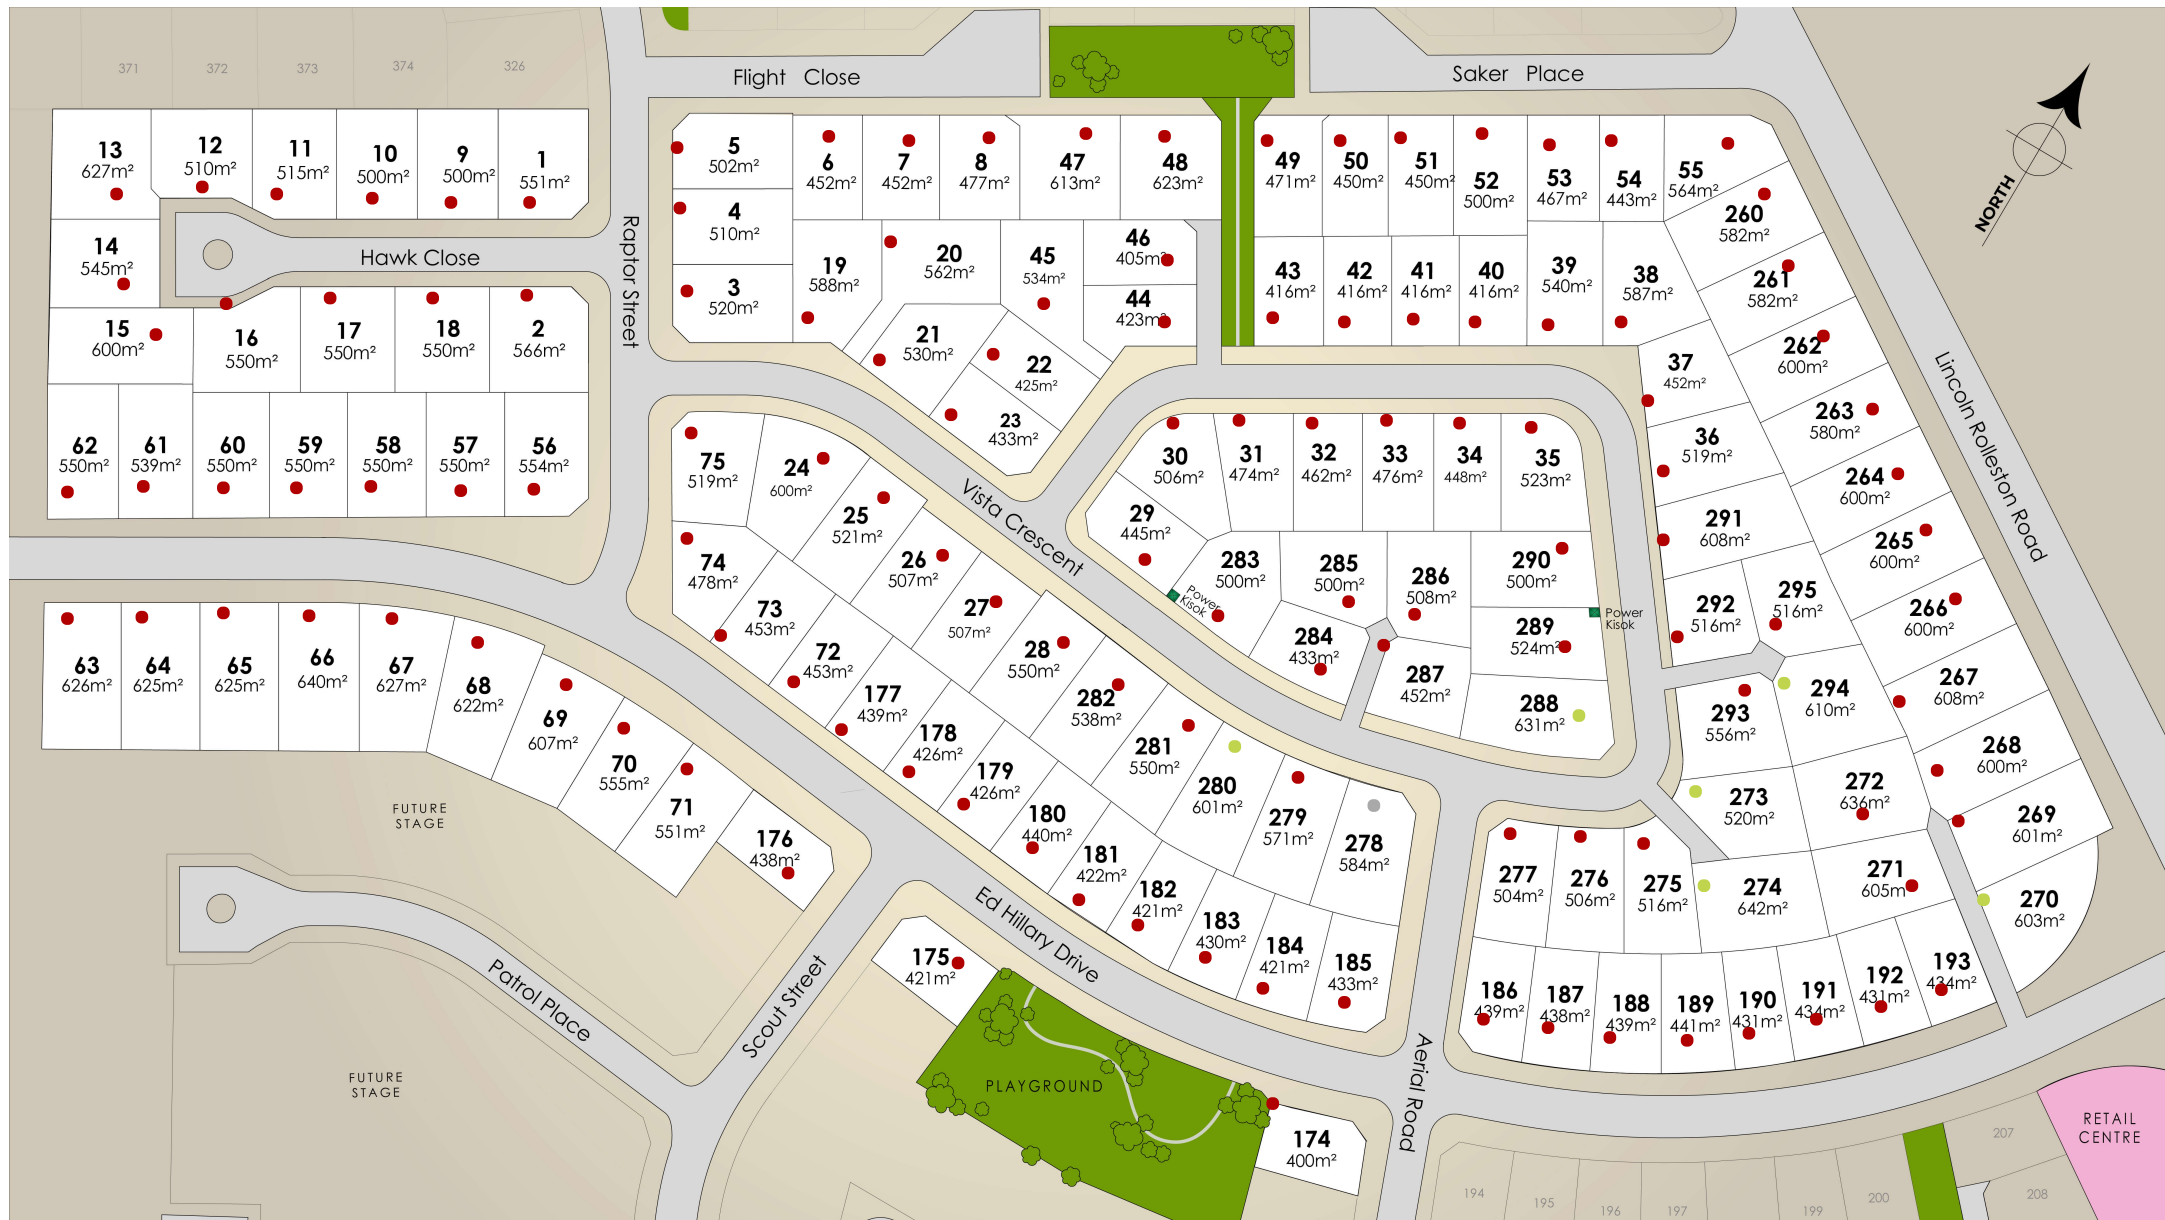 371
372
373
374
326
Flight Close
Saker Place
NORTH
13
627m²
12
510m²
11
515m²
10
500m²
9
500m²
1
551m²
5
502m²
6
452m²
7
452m²
8
477m²
47
613m²
48
623m²
49
471m²
50
450m²
51
450m²
52
500m²
53
467m²
54
443m²
55
564m²
260
582m²
14
545m²
Hawk Close
Raptor Street
4
510m²
3
520m²
19
588m²
20
562m²
45
534m²
46
405m²
44
423m²
43
416m²
42
416m²
41
416m²
40
416m²
39
540m²
38
587m²
261
582m²
262
600m²
15
600m²
16
550m²
17
550m²
18
550m²
2
566m²
21
530m²
22
425m²
23
433m²
37
452m²
36
519m²
263
580m²
264
600m²
265
600m²
Lincoln Rolleston Road
62
550m²
61
539m²
60
550m²
59
550m²
58
550m²
57
550m²
56
554m²
75
519m²
24
600m²
25
521m²
26
507m²
27
507m²
28
550m²
Vista Crescent
30
506m²
31
474m²
32
462m²
33
476m²
34
448m²
35
523m²
29
445m²
283
500m²
285
500m²
286
508m²
290
500m²
Power
Kisok
Power
Kisok
284
433m²
287
452m²
289
524m²
288
631m²
291
608m²
292
516m²
295
516m²
266
600m²
267
608m²
293
556m²
294
610m²
268
600m²
74
478m²
73
453m²
72
453m²
177
439m²
178
426m²
179
426m²
180
440m²
181
422m²
182
421m²
183
430m²
184
421m²
185
433m²
282
538m²
281
550m²
280
601m²
279
571m²
278
584m²
63
626m²
64
625m²
65
625m²
66
640m²
67
627m²
68
622m²
69
607m²
70
555m²
71
551m²
176
438m²
FUTURE
STAGE
273
520m²
272
636m²
269
601m²
277
504m²
276
506m²
275
516m²
274
642m²
271
605m²
270
603m²
186
439m²
187
438m²
188
439m²
189
441m²
190
431m²
191
434m²
192
431m²
193
434m²
Ed Hillary Drive
175
421m²
Patrol Place
Scout Street
Aerial Road
FUTURE
STAGE
PLAYGROUND
174
400m²
RETAIL
CENTRE
194
195
196
197
199
200
207
208